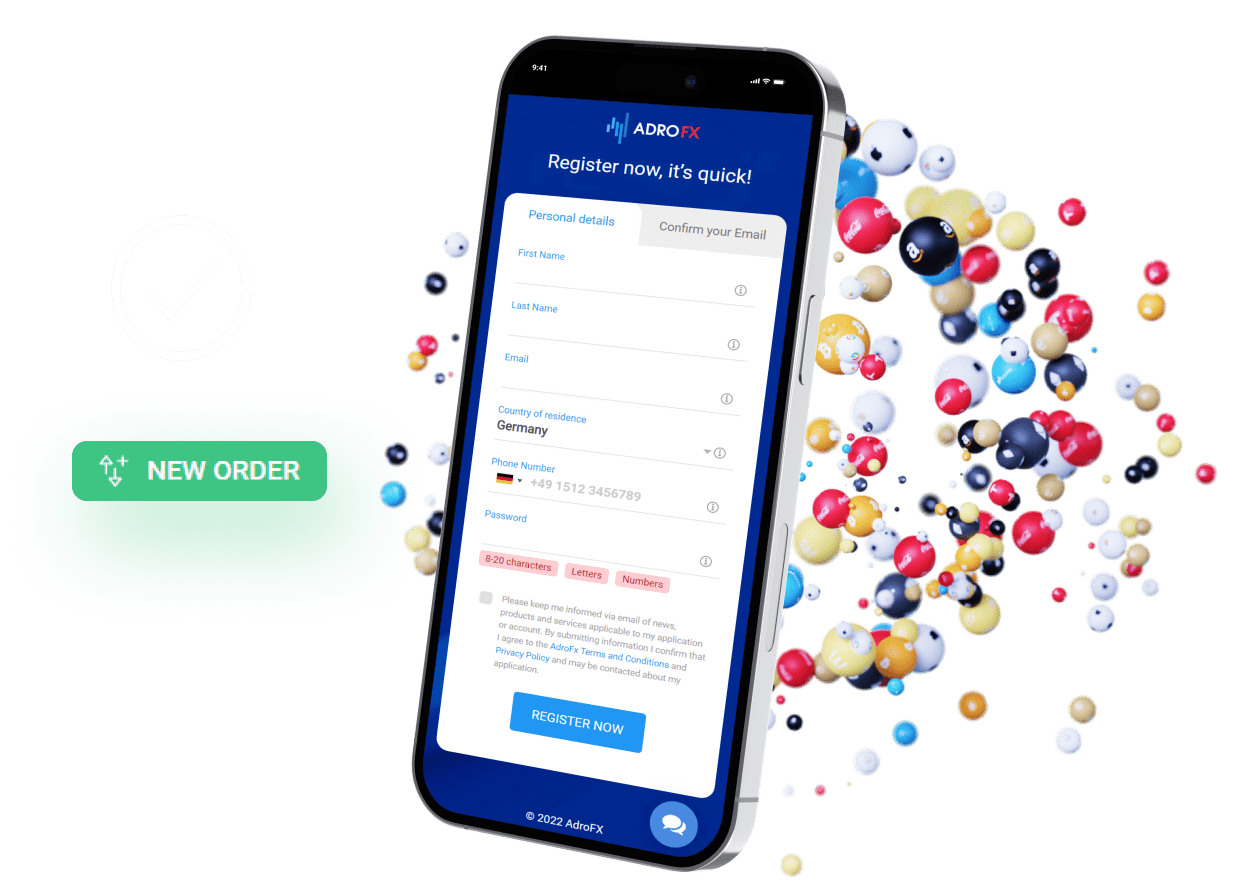 9:41
ADROFX
Register now, it's quick!
Personal details
Confirm your Email
First Name
Last Name
Email
Country of residence
Germany
Phone Number
+49 1512 3456789
Password
8-20 characters
Letters
Numbers
Please keep me informed via email of news,
products and services applicable to my application
or account. By submitting information I confirm that
I agree to the AdroFx Terms and Conditions and
Privacy Policy and may be contacted about my
application.
REGISTER NOW
© 2022 AdroFX
NEW ORDER